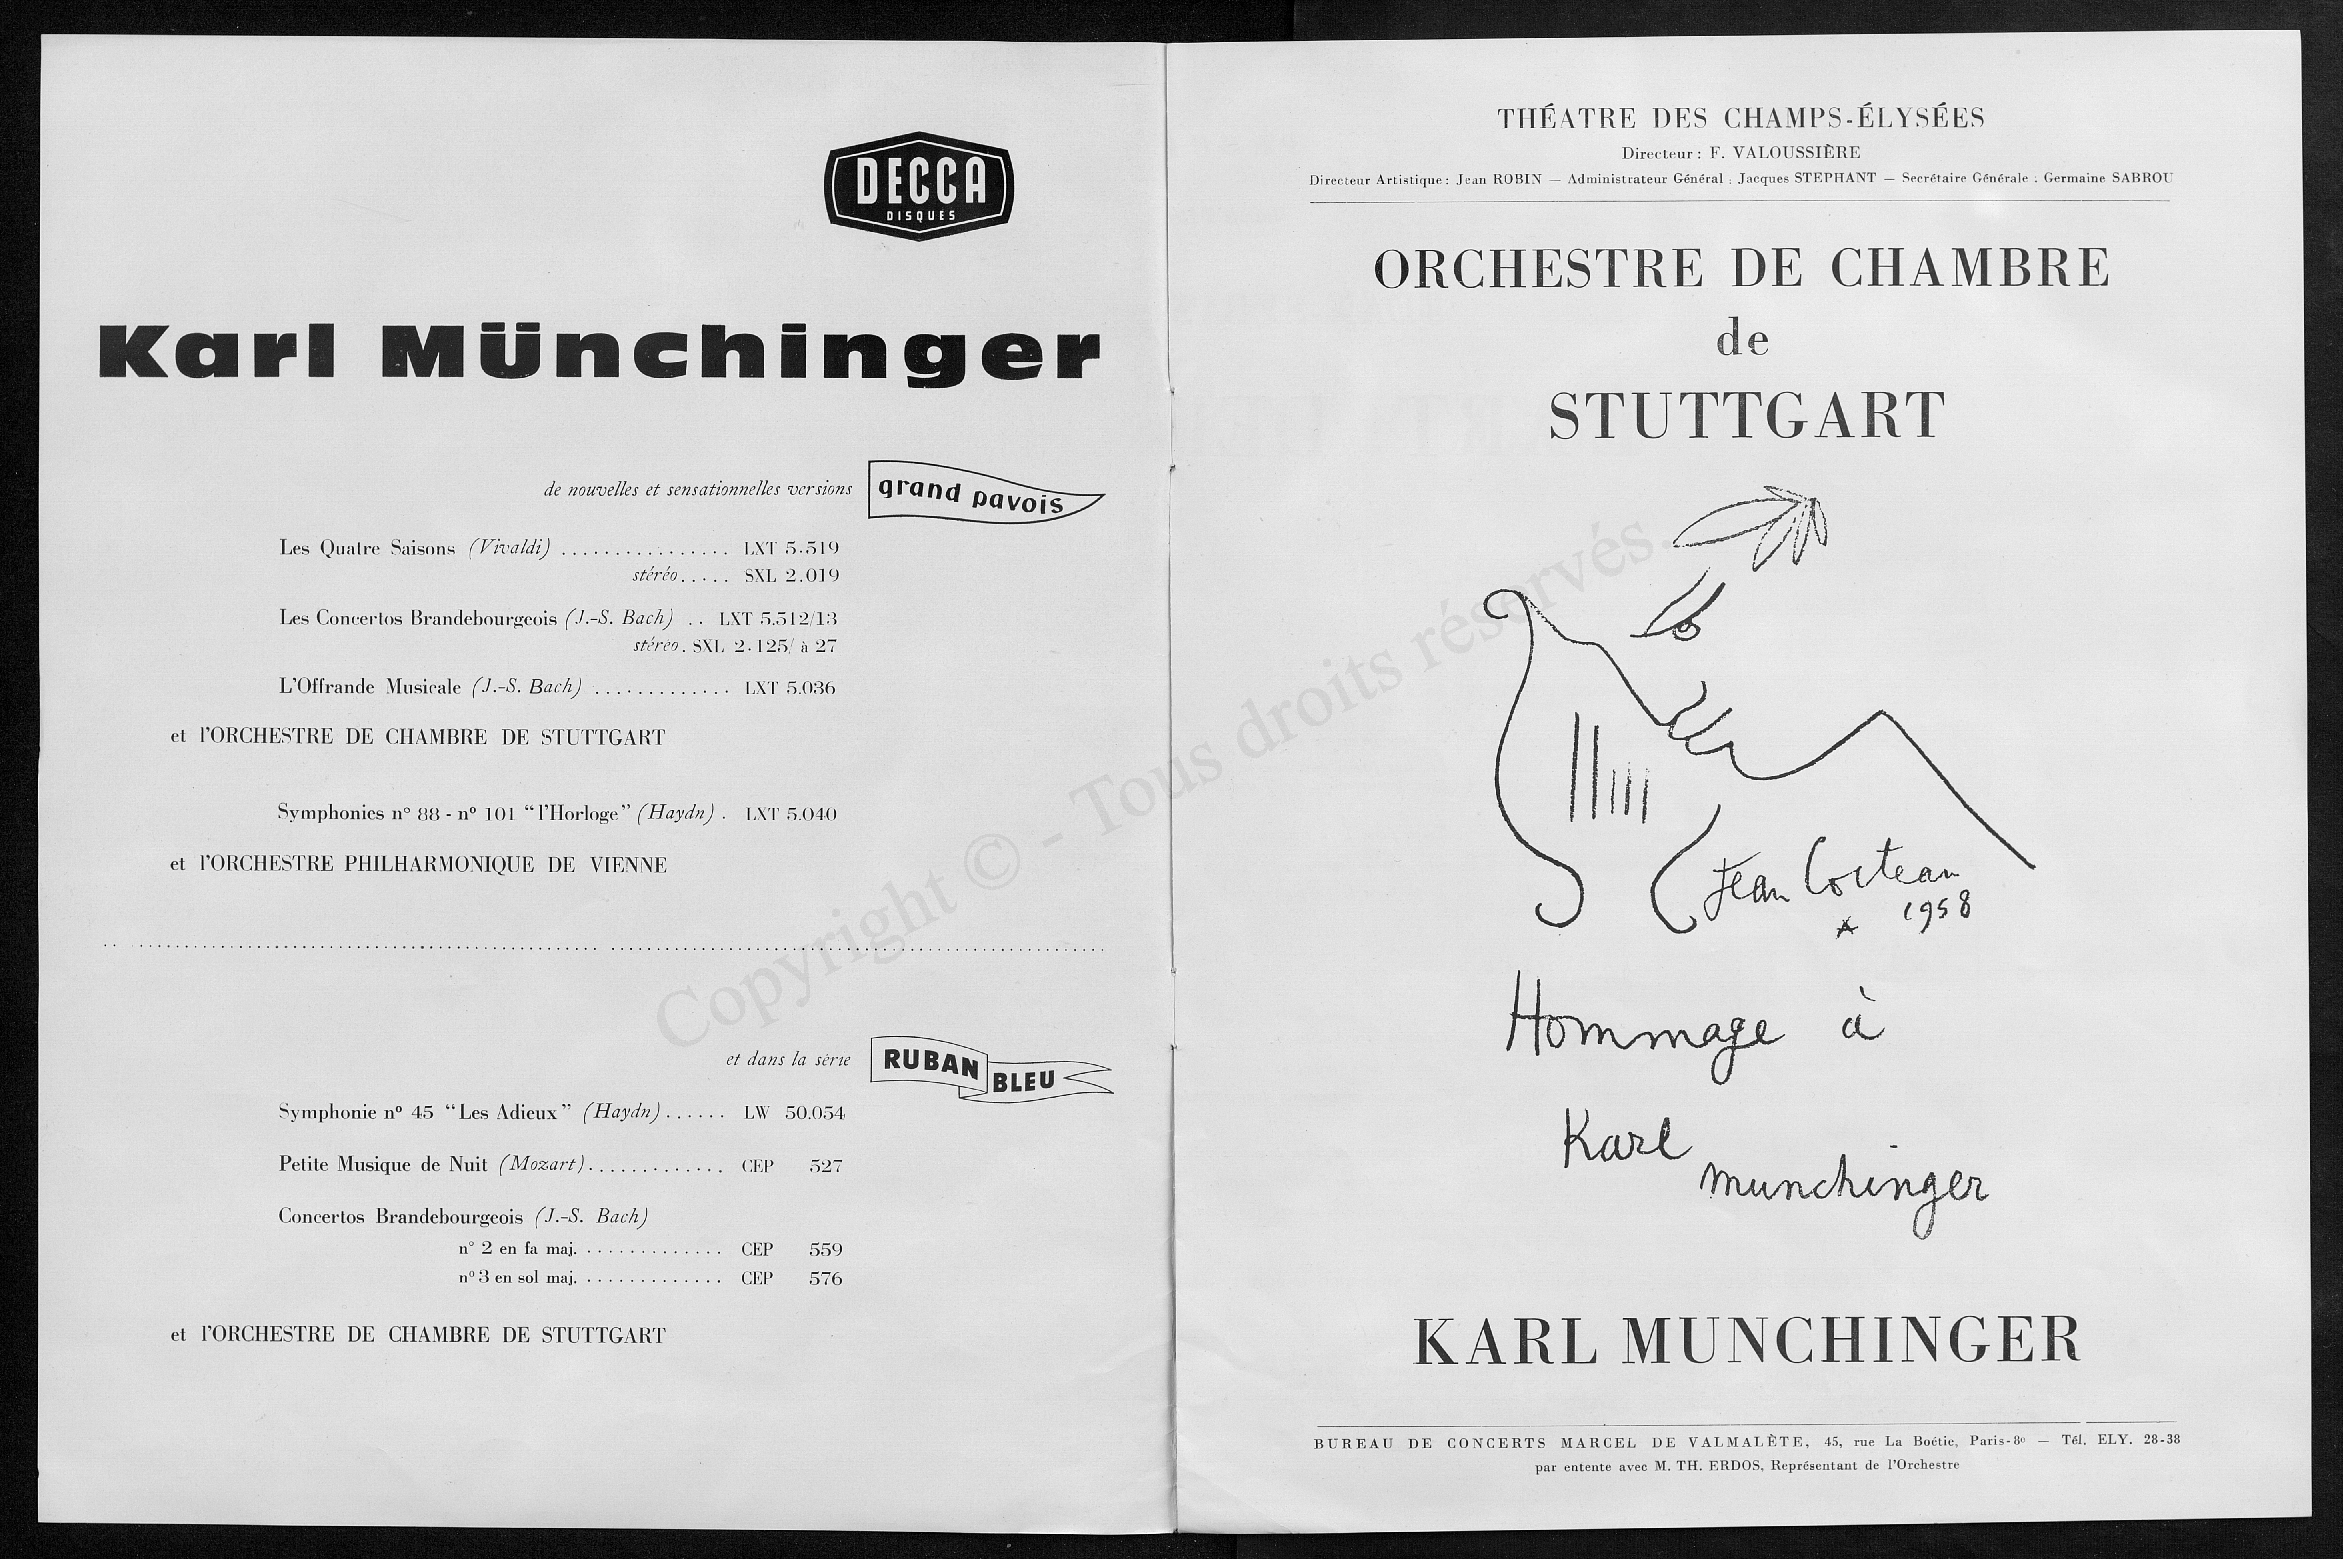 DECCA
DISQUES
Karl Münchinger
de nouvelles et sensationnelles versions grand pavois
Les Quatre Saisons (Vivaldi) ................ LXT 5.519
stéréo..... SXL 2.019
Les Concertos Brandebourgeois (J.-S. Bach) .. LXT 5.512/13
stéréo. SXL 2.125/ à 27
L'Offrande Musicale (J.-S. Bach) ............. LXT 5.036
et l'ORCHESTRE DE CHAMBRE DE STUTTGART
Symphonies n° 88 - n° 101 "l'Horloge" (Haydn) . LXT 5.040
et l'ORCHESTRE PHILHARMONIQUE DE VIENNE
et dans la série RUBAN BLEU
Symphonie n° 45 "Les Adieux" (Haydn)...... LW 50.054
Petite Musique de Nuit (Mozart)............. CEP 527
Concertos Brandebourgeois (J.-S. Bach)
n° 2 en fa maj. ............. CEP 559
n° 3 en sol maj. ............. CEP 576
et l'ORCHESTRE DE CHAMBRE DE STUTTGART
THÉATRE DES CHAMPS-ÉLYSÉES
Directeur : F. VALOUSSIÈRE
Directeur Artistique : Jean ROBIN — Administrateur Général : Jacques STEPHANT — Secrétaire Générale : Germaine SABROU
ORCHESTRE DE CHAMBRE
de
STUTTGART
Jean Cocteau
* 1958
Hommage à
Karl
Munchinger
KARL MUNCHINGER
BUREAU DE CONCERTS MARCEL DE VALMALÈTE, 45, rue La Boétie, Paris-8º — Tél. ELY. 28-38
par entente avec M. TH. ERDOS, Représentant de l'Orchestre
Copyright © - Tous droits réservés.